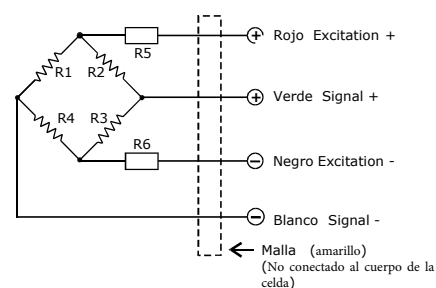 R5
Rojo Excitation +
R1
R2
Verde Signal +
R4
R3
R6
Negro Excitation -
Blanco Signal -
Malla (amarillo)
(No conectado al cuerpo de la
celda)